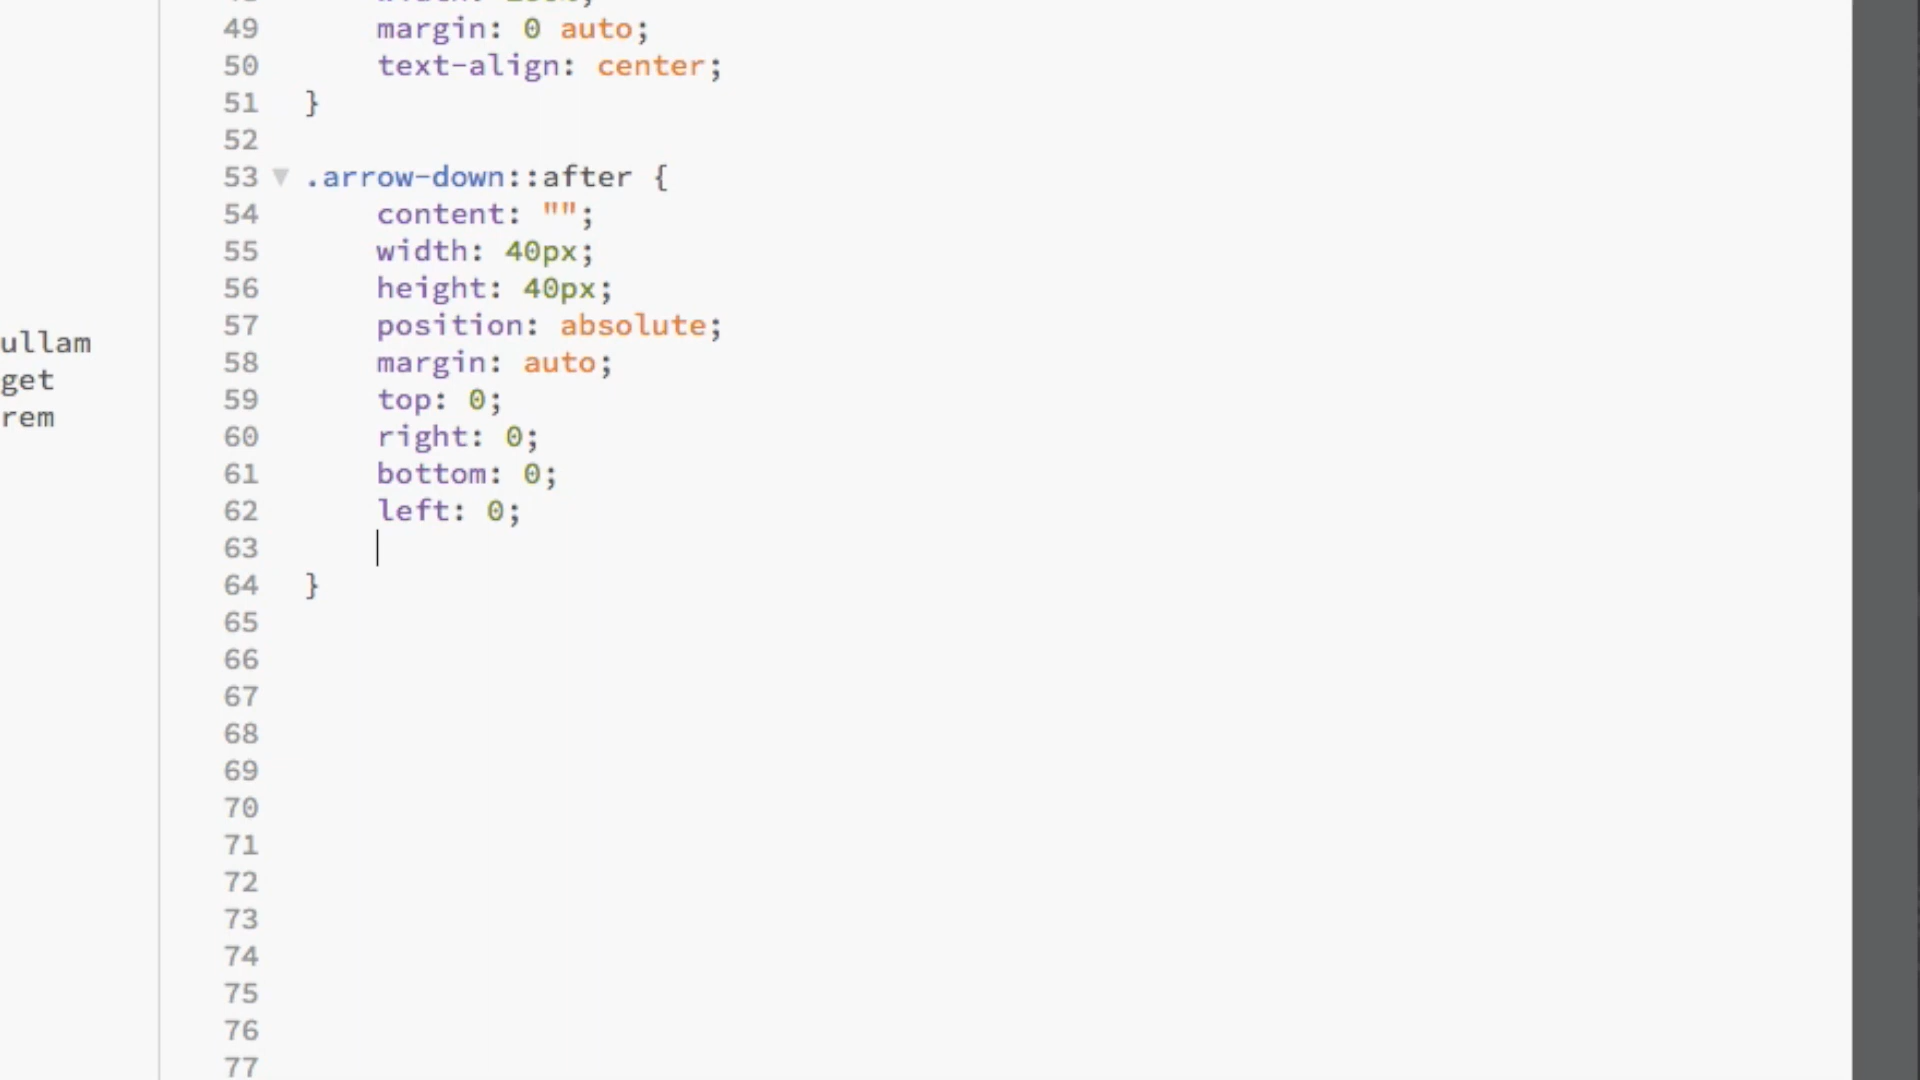 ullam
get
rem
49 margin: 0 auto;
50 text-align: center;
51 }
52
53 .arrow-down::after {
54 content: "";
55 width: 40px;
56 height: 40px;
57 position: absolute;
58 margin: auto;
59 top: 0;
60 right: 0;
61 bottom: 0;
62 left: 0;
63
64 }
65
66
67
68
69
70
71
72
73
74
75
76
77